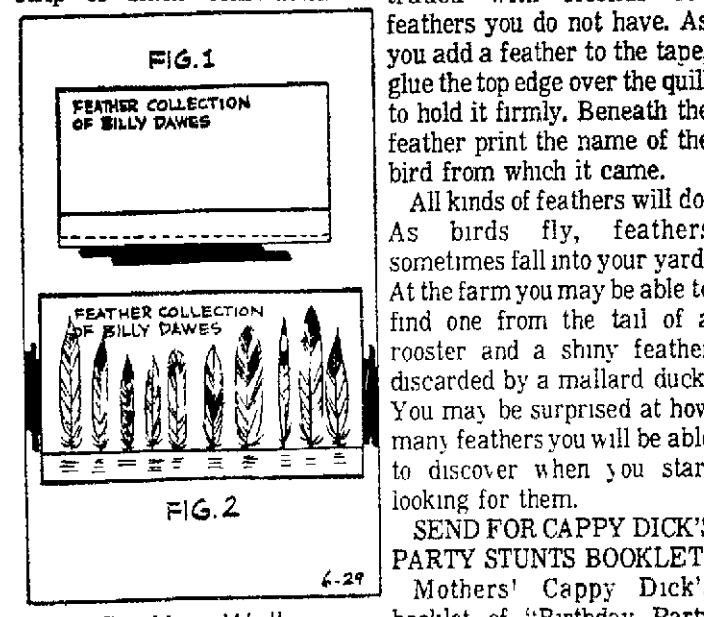 FIG.1
FEATHER COLLECTION
OF BILLY DAWES
FEATHER COLLECTION
OF BILLY DAWES
FIG.2
6-29
feathers you do not have. As
you add a feather to the tape,
glue the top edge over the quill
to hold it firmly. Beneath the
feather print the name of the
bird from which it came.
All kinds of feathers will do.
As birds fly, feathers
sometimes fall into your yard.
At the farm you may be able to
find one from the tail of a
rooster and a shiny feather
discarded by a mallard duck.
You may be surprised at how
many feathers you will be able
to discover when you start
looking for them.
SEND FOR CAPPY DICK'S
PARTY STUNTS BOOKLET!
Mothers' Cappy Dick's
booklet of "Birthday Party